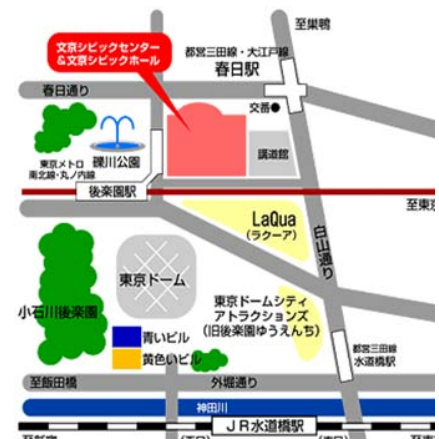 至巣鴨
文京シビックセンター
&文京シビックホール
都営三田線・大江戸線
春日駅
春日通り
交番
礫川公園
講道館
東京メトロ
南北線・丸ノ内線
後楽園駅
至東京
LaQua
(ラクーア)
白山通り
東京ドーム
小石川後楽園
東京ドームシティ
アトラクションズ
(旧後楽園ゆうえんち)
青いビル
黄色いビル
都営三田線
水道橋駅
至飯田橋
外堀通り
神田川
JR水道橋駅